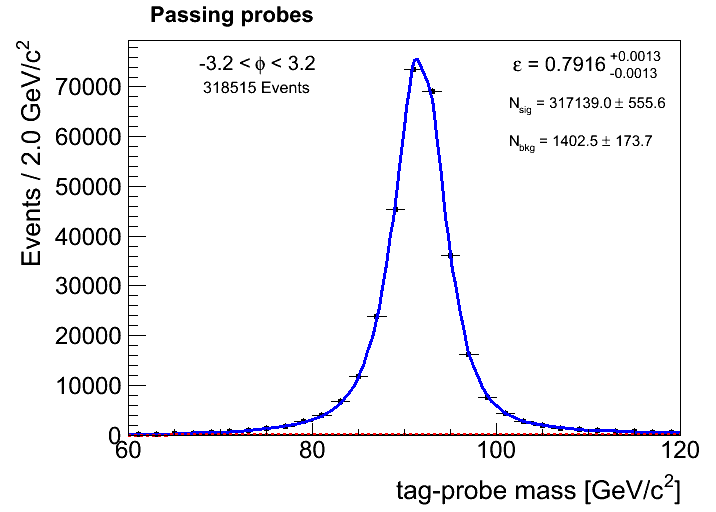 Passing probes
-3.2 < ϕ < 3.2
318515 Events
ε = 0.7916 +0.0013 -0.0013
N_sig = 317139.0 ± 555.6
N_bkg = 1402.5 ± 173.7
Events / 2.0 GeV/c²
70000
60000
50000
40000
30000
20000
10000
0
60 80 100 120
tag-probe mass [GeV/c²]